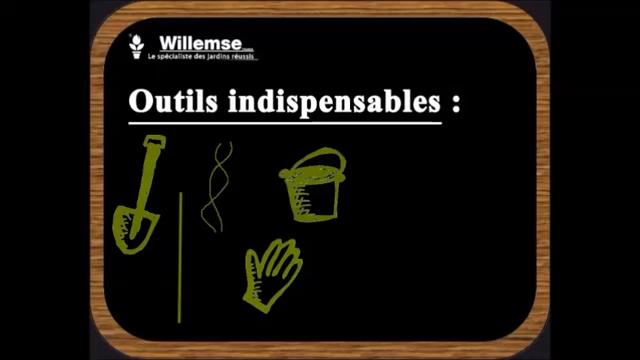 Willemse
Le spécialiste des jardins réussis
Outils indispensables :